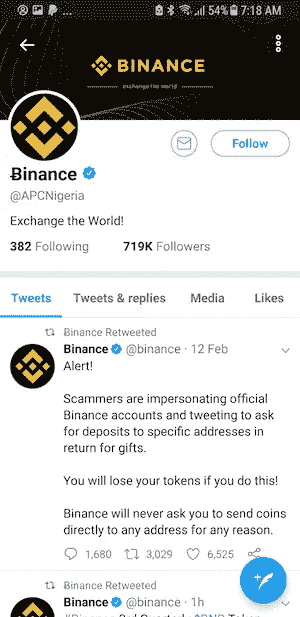 54% 7:18 AM
BINANCE
exchange the world
Follow
Ƀinance
@APCNigeria
Exchange the World!
382 Following 719K Followers
Tweets Tweets & replies Media Likes
Ƀinance Retweeted
Binance @binance · 12 Feb
Alert!
Scammers are impersonating official
Binance accounts and tweeting to ask
for deposits to specific addresses in
return for gifts.
You will lose your tokens if you do this!
Binance will never ask you to send coins
directly to any address for any reason.
1,680 3,029 6,525
Ƀinance Retweeted
Binance @binance · 1h